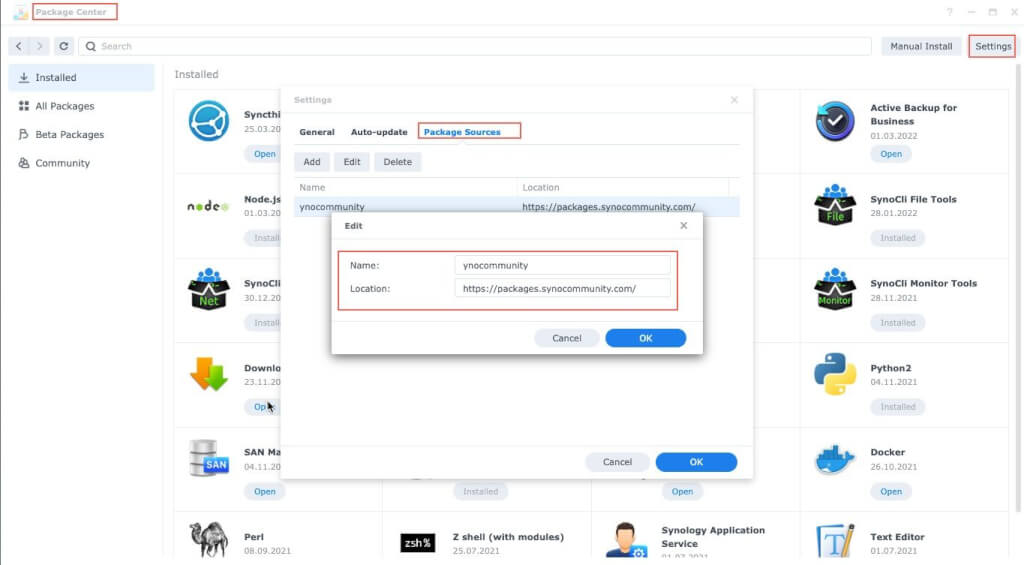 Package Center
Search
Manual Install
Settings
Installed
All Packages
Beta Packages
Community
Installed
Syncthi
25.03.20
Open
Active Backup for
Business
01.03.2022
Open
Node.js
01.03.20
Install
SynoCli File Tools
28.01.2022
Installed
SynoCli
30.12.20
Install
SynoCli Monitor Tools
28.11.2021
Installed
Downlo
23.11.20
Open
Python2
04.11.2021
Installed
SAN Ma
04.11.20
Open
Installed
Open
Docker
26.10.2021
Open
Perl
08.09.2021
Z shell (with modules)
25.07.2021
Synology Application
Service
01.07.2021
Text Editor
01.07.2021
node
File
Net
Monitor
SAN
zsh%
Settings
General
Auto-update
Package Sources
Add
Edit
Delete
Name
Location
ynocommunity
https://packages.synocommunity.com/
Edit
Name:
ynocommunity
Location:
https://packages.synocommunity.com/
Cancel
OK
Cancel
OK